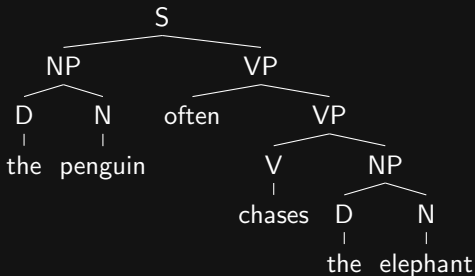 S
NP VP
D N often VP
the penguin V NP
chases D N
the elephant